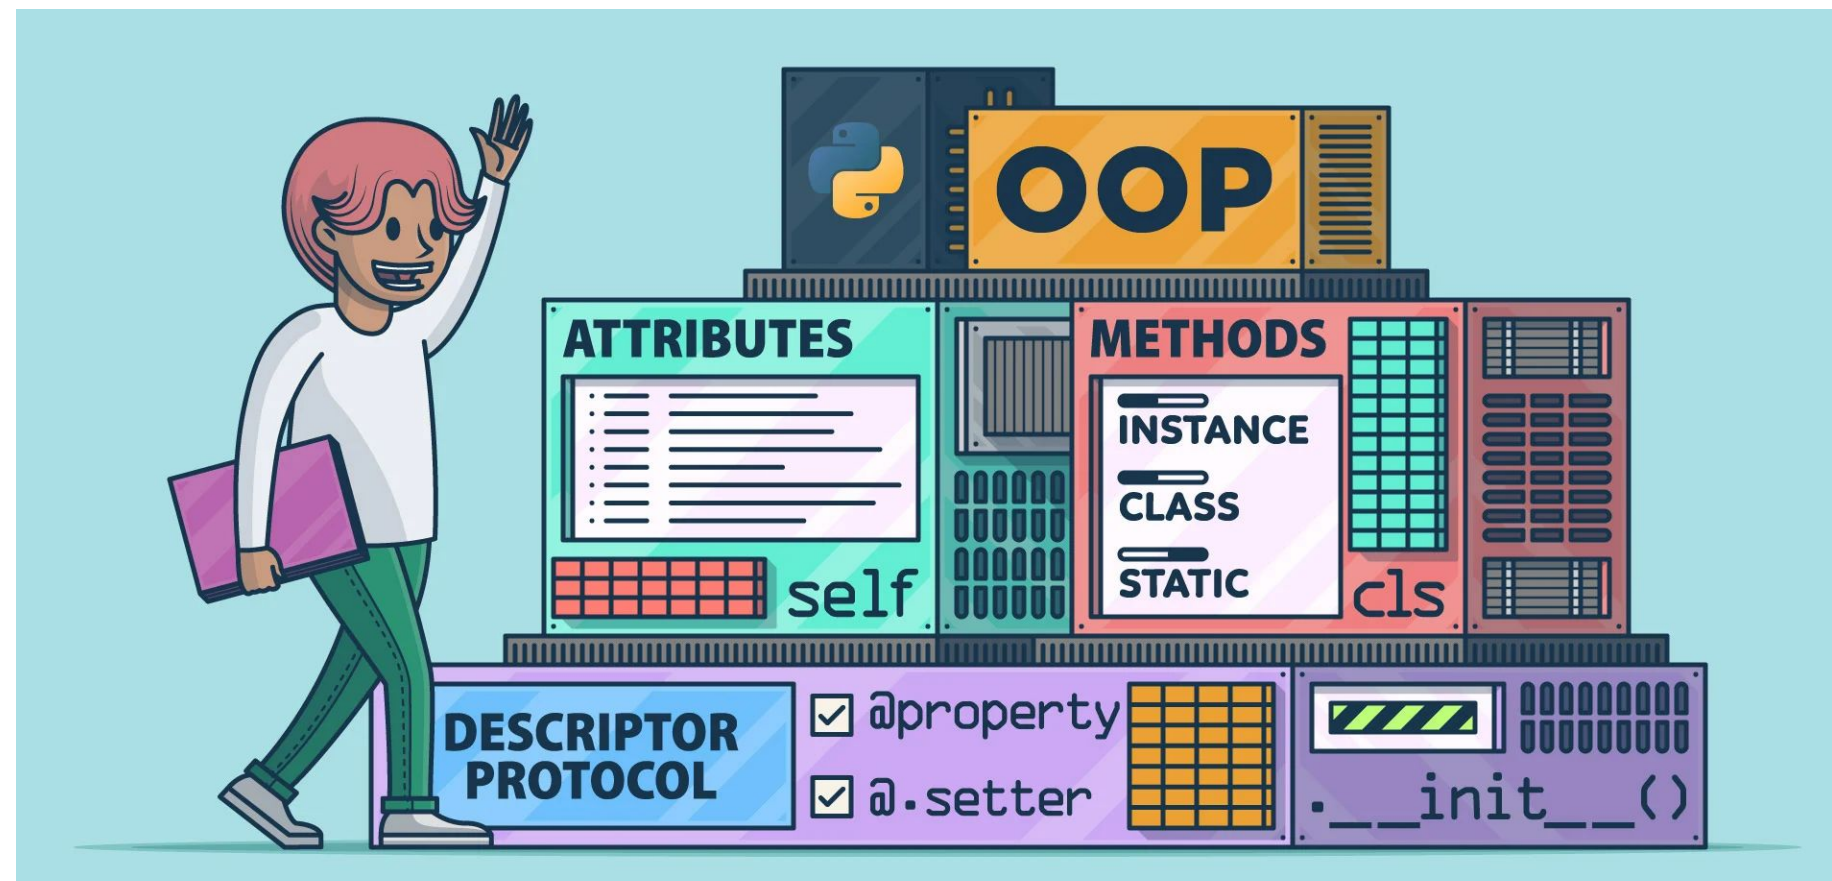 OOP
ATTRIBUTES
self
METHODS
INSTANCE
CLASS
STATIC
cls
DESCRIPTOR
PROTOCOL
@property
@.setter
.__init__()